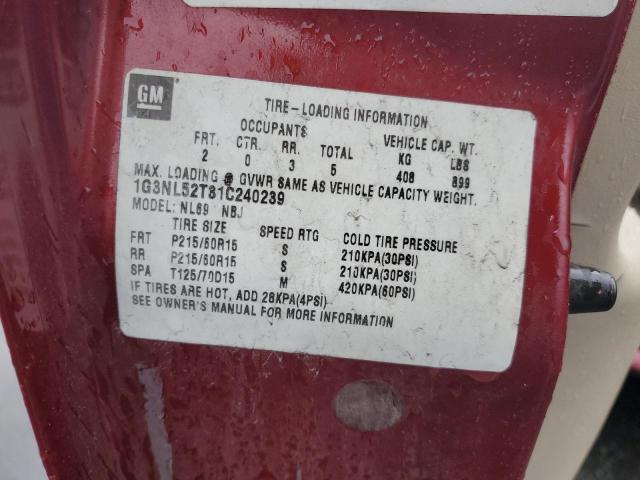 GM
TIRE-LOADING INFORMATION
OCCUPANTS VEHICLE CAP. WT.
FRT. CTR. RR. TOTAL KG LBS
2 0 3 5 408 899
MAX. LOADING @ GVWR SAME AS VEHICLE CAPACITY WEIGHT.
1G3NL52T81C240239
MODEL: NL69 NBJ
TIRE SIZE SPEED RTG COLD TIRE PRESSURE
FRT P215/60R15 S 210KPA(30PSI)
RR P215/60R15 S 210KPA(30PSI)
SPA T125/70D15 M 420KPA(60PSI)
IF TIRES ARE HOT, ADD 28KPA(4PSI)
SEE OWNER'S MANUAL FOR MORE INFORMATION